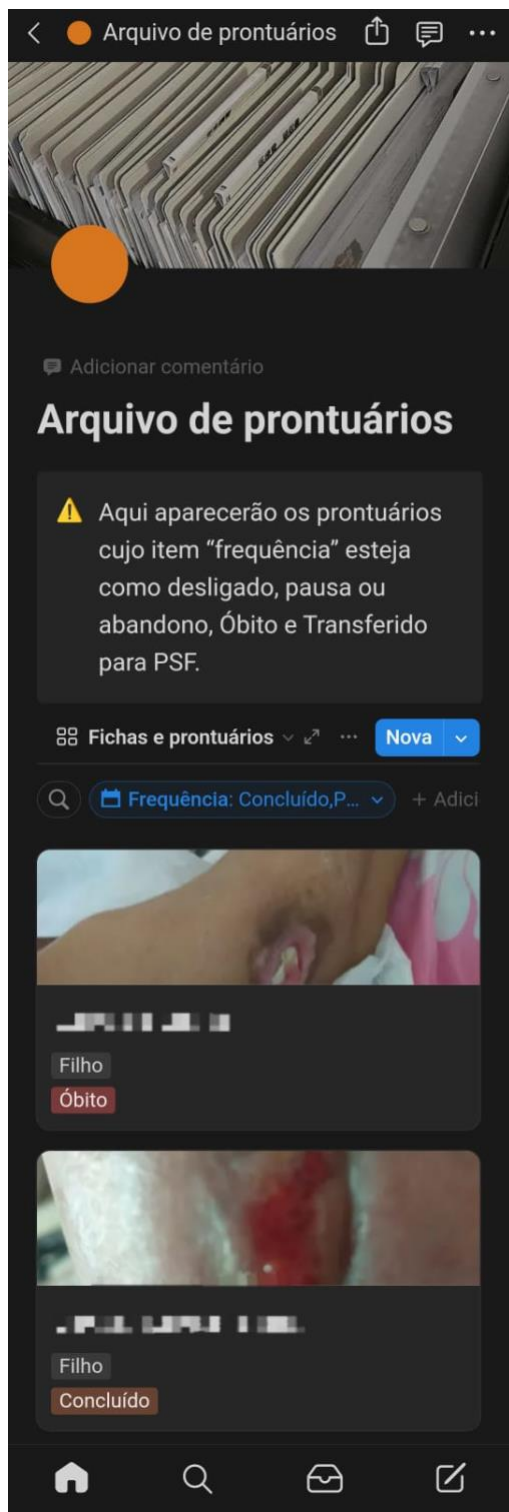 Arquivo de prontuários
Adicionar comentário
Arquivo de prontuários
Aqui aparecerão os prontuários
cujo item “frequência” esteja
como desligado, pausa ou
abandono, Óbito e Transferido
para PSF.
Fichas e prontuários
Nova
Frequência: Concluído,P...
+ Adici
Filho
Óbito
Filho
Concluído